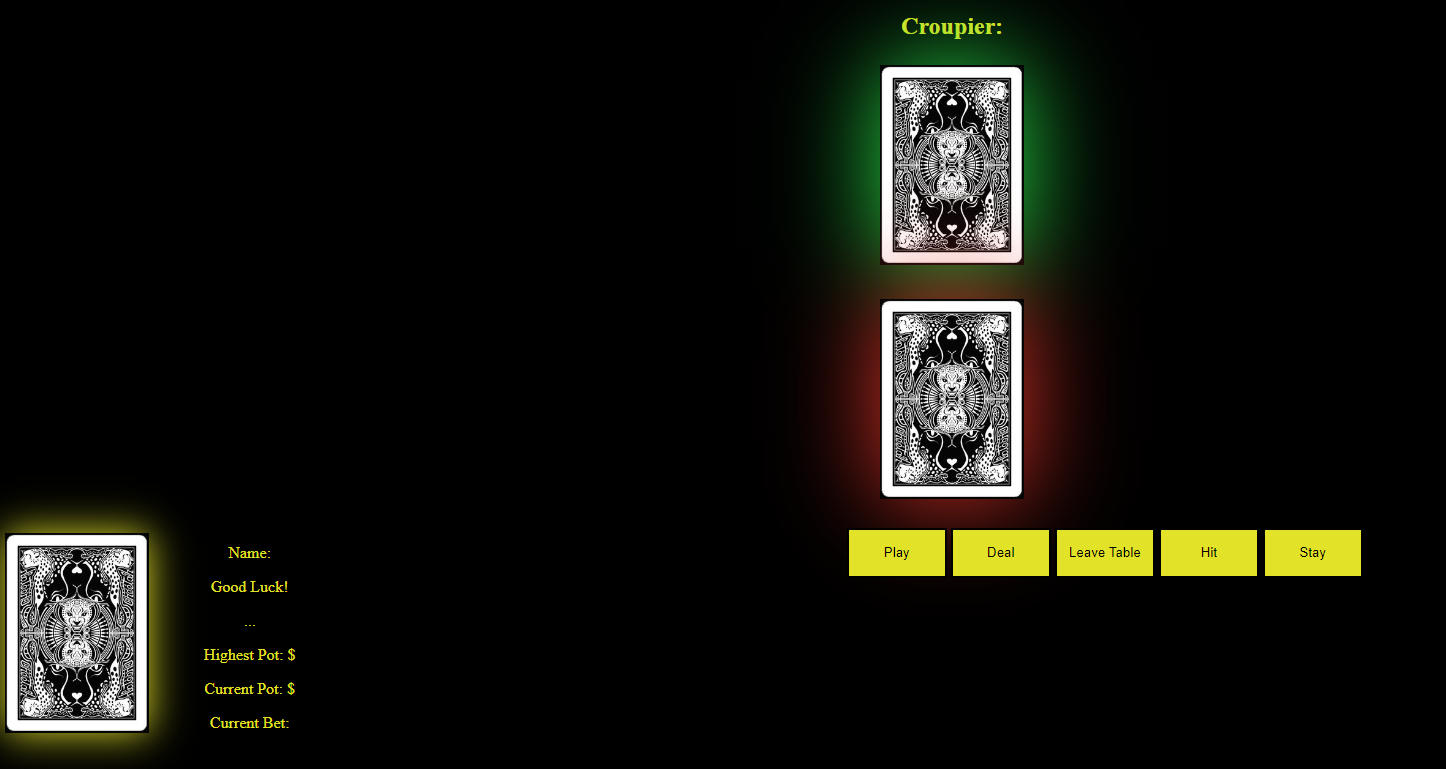 Croupier:
Play
Deal
Leave Table
Hit
Stay
Name:
Good Luck!
...
Highest Pot: $
Current Pot: $
Current Bet: